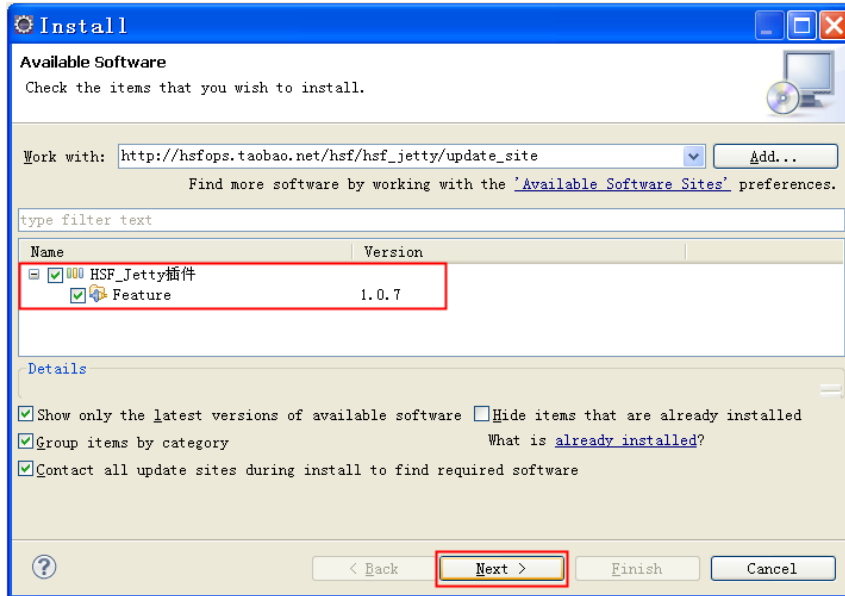 Install
Available Software
Check the items that you wish to install.
Work with: http://hsfops.taobao.net/hsf/hsf_jetty/update_site Add...
Find more software by working with the 'Available Software Sites' preferences.
type filter text
Name Version
HSF_Jetty插件
Feature 1.0.7
Details
Show only the latest versions of available software Hide items that are already installed
Group items by category What is already installed?
Contact all update sites during install to find required software
? < Back Next > Finish Cancel